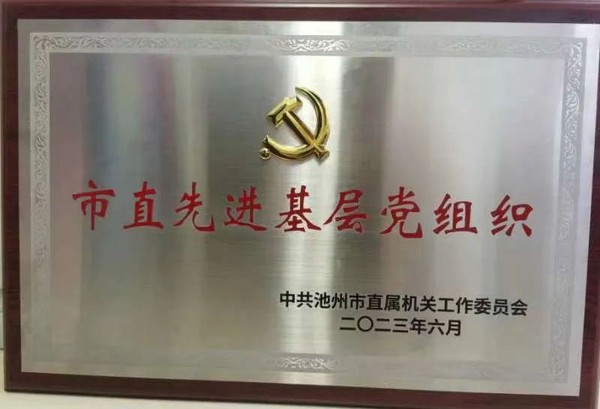 市直先进基层党组织
中共池州市直属机关工作委员会
二〇二三年六月